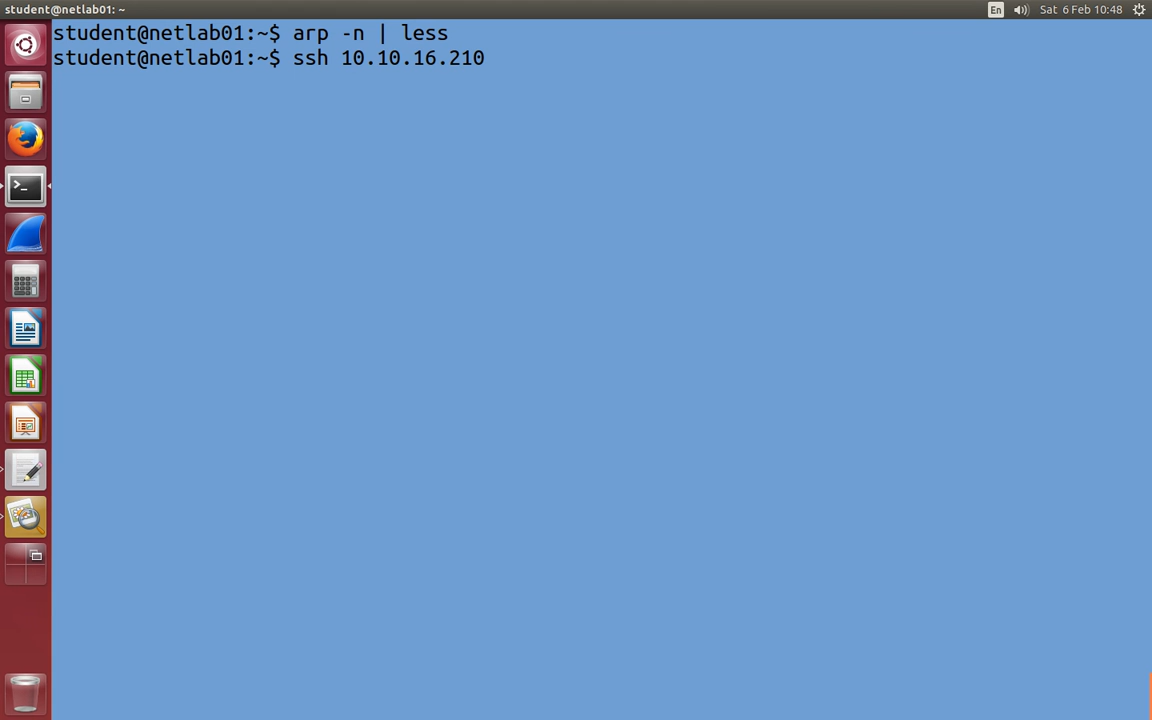 student@netlab01: ~
En
Sat 6 Feb 10:48
student@netlab01:~$ arp -n | less
student@netlab01:~$ ssh 10.10.16.210